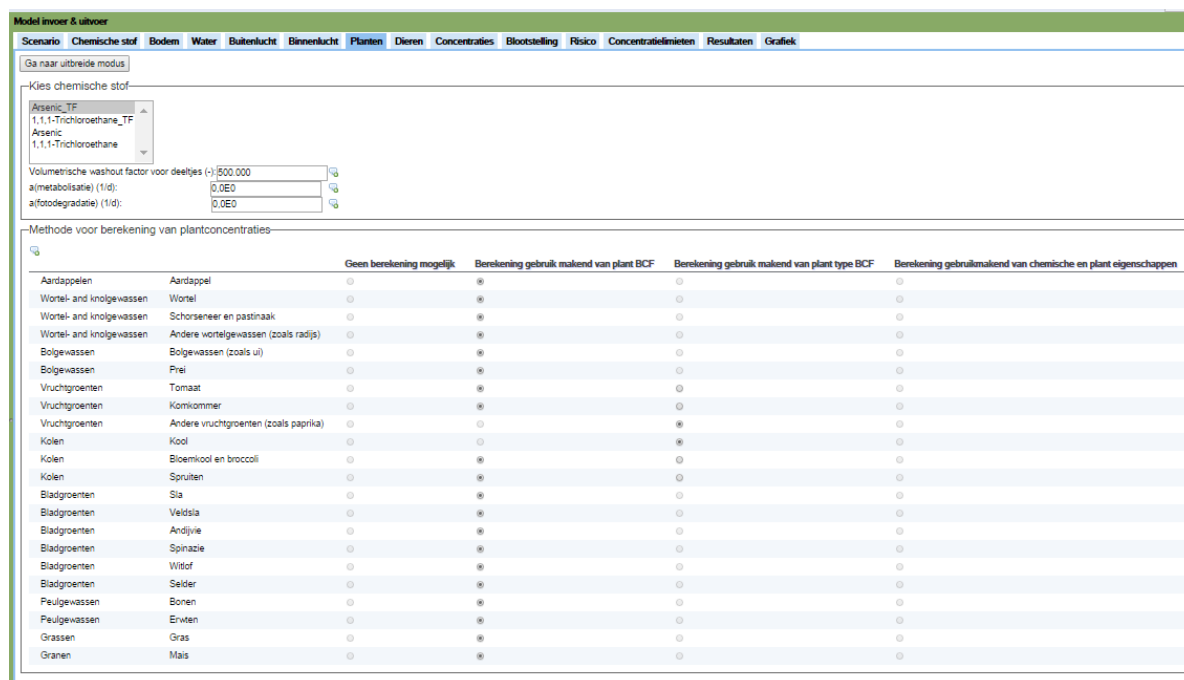 Model invoer & uitvoer
Scenario Chemische stof Bodem Water Buitenlucht Binnenlucht Planten Dieren Concentraties Blootstelling Risico Concentratielimieten Resultaten Grafiek
Ga naar uitbreide modus
Kies chemische stof
Arsenic_TF
1,1,1-Trichloroethane_TF
Arsenic
1,1,1-Trichloroethane
Volumetrische washout factor voor deeltjes (-): 500.000
a(metabolisatie) (1/d): 0,0E0
a(fotodegradatie) (1/d): 0,0E0
Methode voor berekening van plantconcentraties
Geen berekening mogelijk Berekening gebruik makend van plant BCF Berekening gebruik makend van plant type BCF Berekening gebruikmakend van chemische en plant eigenschappen
Aardappelen Aardappel
Wortel- and knolgewassen Wortel
Wortel- and knolgewassen Schorseneer en pastinaak
Wortel- and knolgewassen Andere wortelgewassen (zoals radijs)
Bolgewassen Bolgewassen (zoals ui)
Bolgewassen Prei
Vruchtgroenten Tomaat
Vruchtgroenten Komkommer
Vruchtgroenten Andere vruchtgroenten (zoals paprika)
Kolen Kool
Kolen Bloemkool en broccoli
Kolen Spruiten
Bladgroenten Sla
Bladgroenten Veldsla
Bladgroenten Andijvie
Bladgroenten Spinazie
Bladgroenten Witlof
Bladgroenten Selder
Peulgewassen Bonen
Peulgewassen Erwten
Grassen Gras
Granen Mais